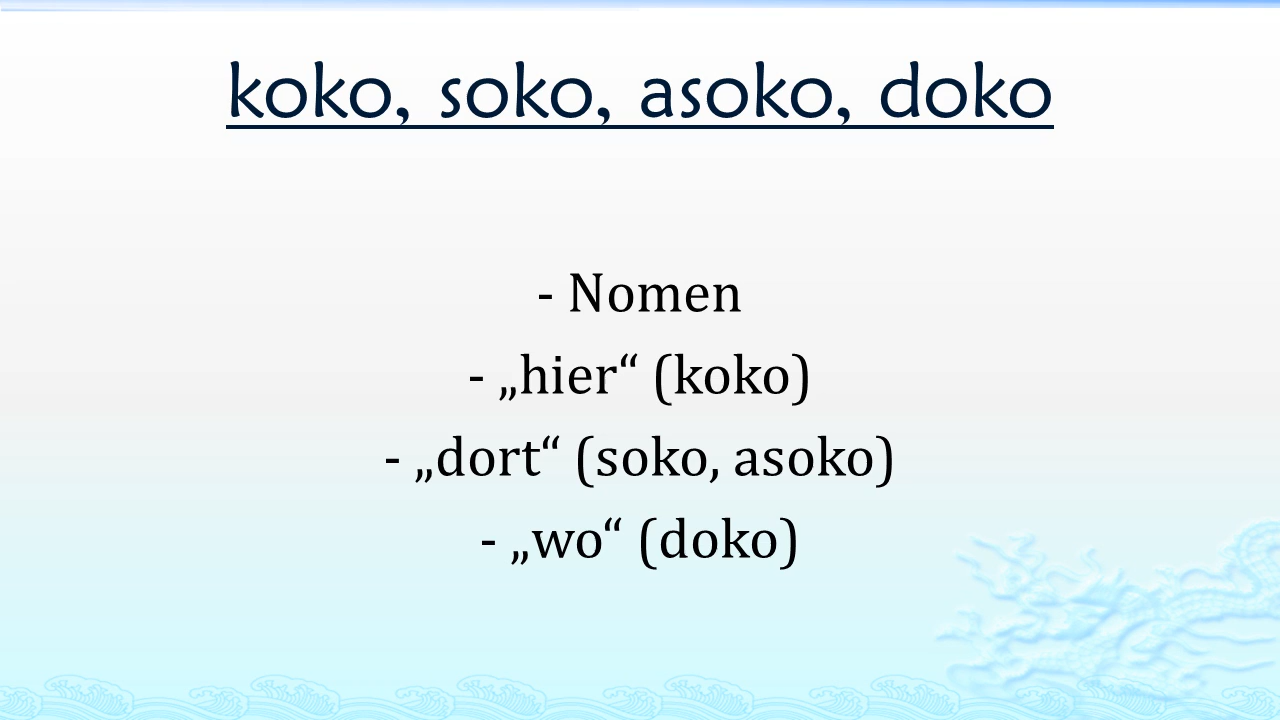 koko, soko, asoko, doko
- Nomen
- „hier“ (koko)
- „dort“ (soko, asoko)
- „wo“ (doko)